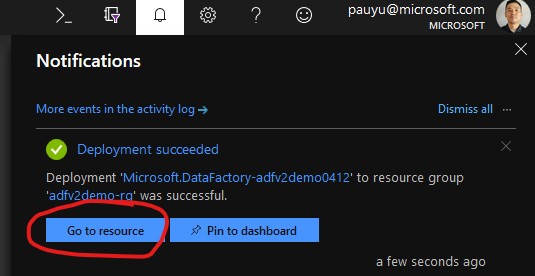 pauyu@microsoft.com
MICROSOFT
Notifications
More events in the activity log →
Dismiss all ...
Deployment succeeded
Deployment 'Microsoft.DataFactory-adfv2demo0412' to resource group
'adfv2demo-rg' was successful.
Go to resource
Pin to dashboard
a few seconds ago